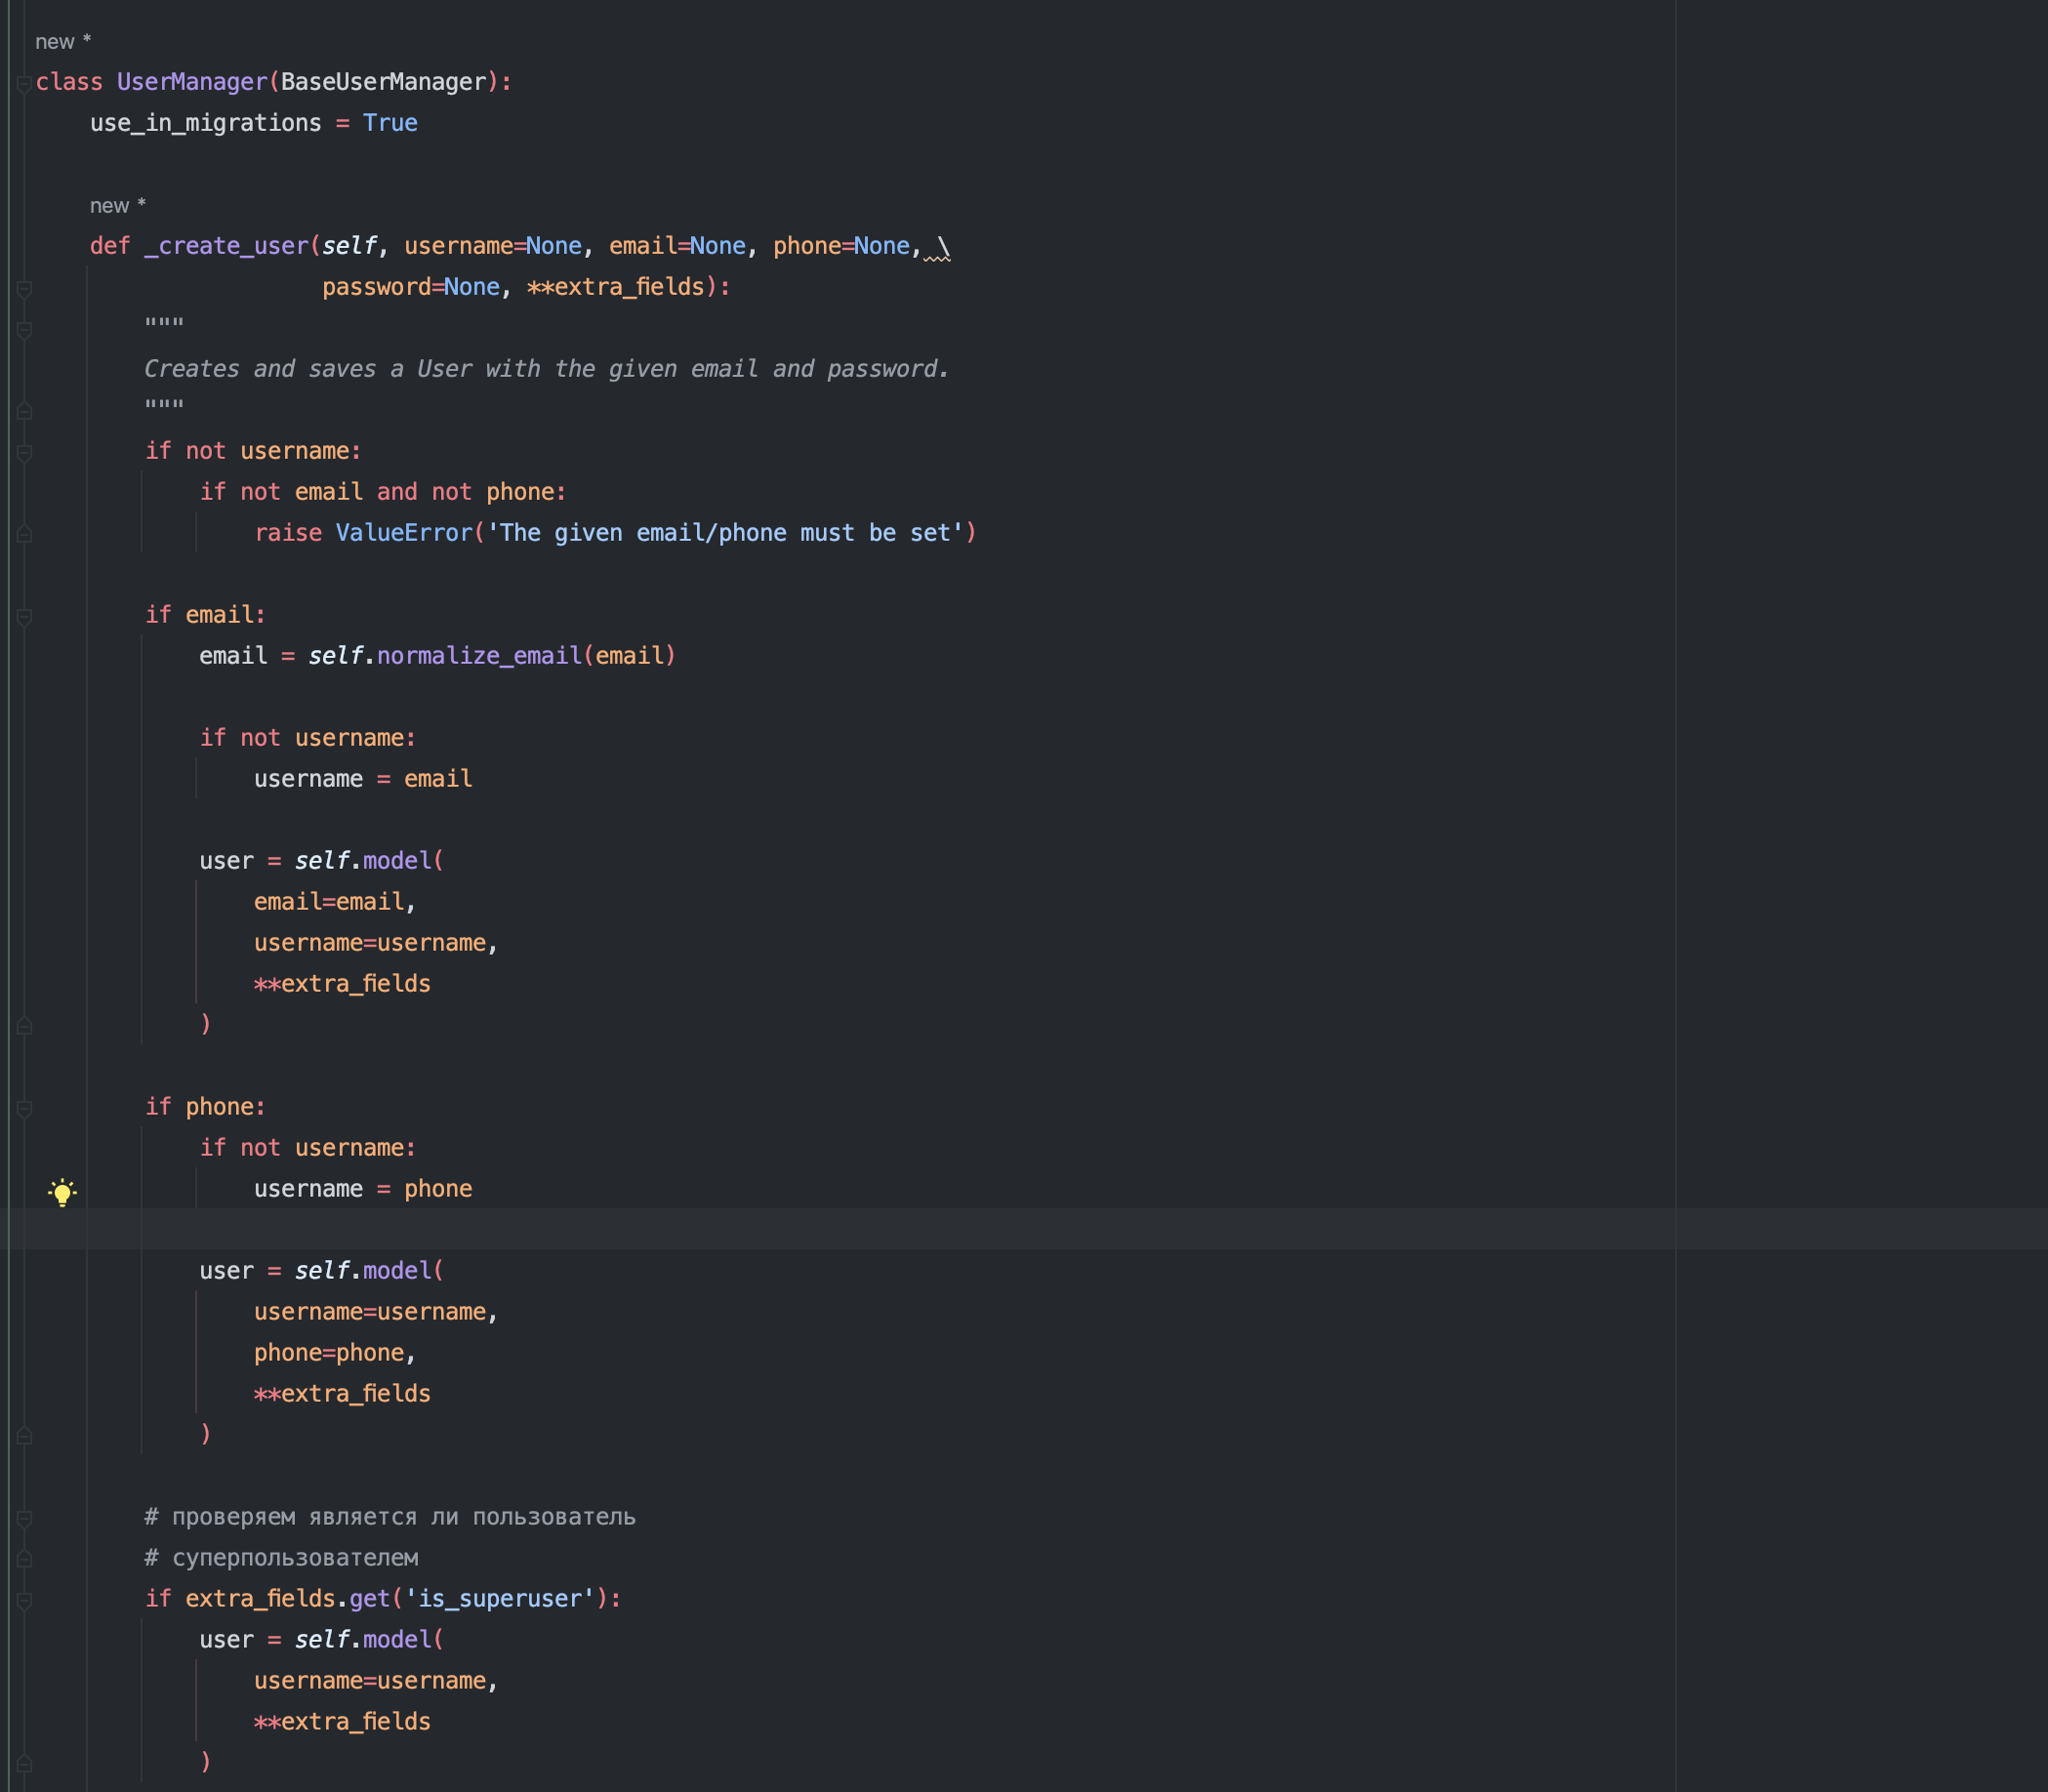 new *
class UserManager(BaseUserManager):
    use_in_migrations = True
    new *
    def _create_user(self, username=None, email=None, phone=None, \
                     password=None, **extra_fields):
        """
        Creates and saves a User with the given email and password.
        """
        if not username:
            if not email and not phone:
                raise ValueError('The given email/phone must be set')
        if email:
            email = self.normalize_email(email)
            if not username:
                username = email
            user = self.model(
                email=email,
                username=username,
                **extra_fields
            )
        if phone:
            if not username:
                username = phone
            user = self.model(
                username=username,
                phone=phone,
                **extra_fields
            )
        # проверяем является ли пользователь
        # суперпользователем
        if extra_fields.get('is_superuser'):
            user = self.model(
                username=username,
                **extra_fields
            )